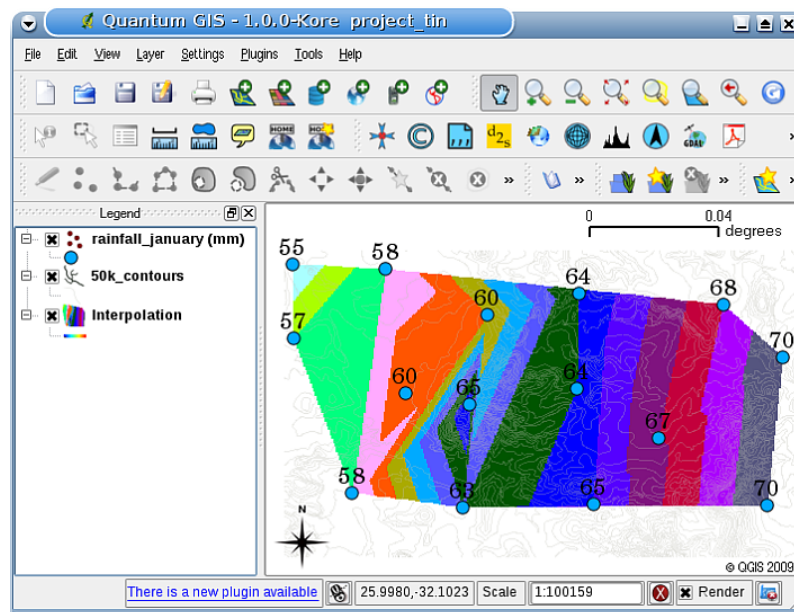 Quantum GIS - 1.0.0-Kore project_tin
File Edit View Layer Settings Plugins Tools Help
HOME HOME © d2s GDAL
» »
» » »
Legend
rainfall_january (mm)
50k_contours
Interpolation
0 0.04
degrees
55 58 64 68
60
57 70
60 65 64
67
58 63 65 70
N
© QGIS 2009
There is a new plugin available 25.9980,-32.1023 Scale 1:100159 Render